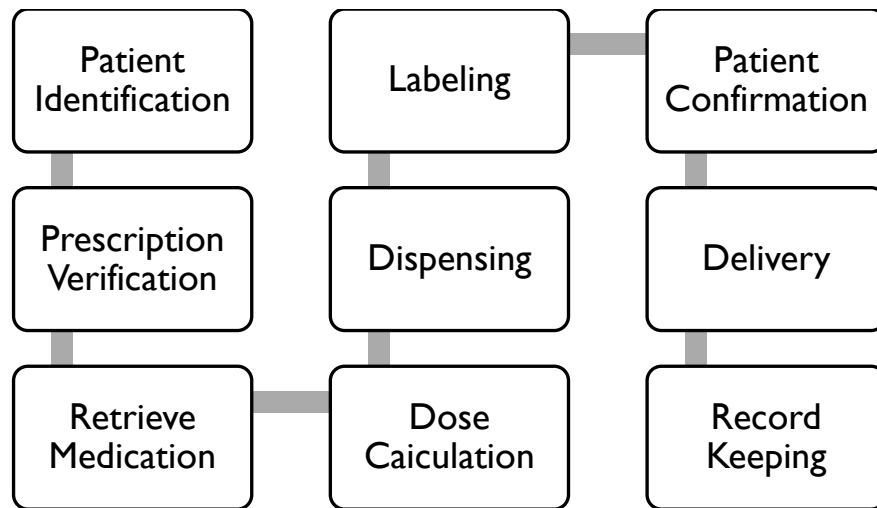 Patient
Identification
Prescription
Verification
Retrieve
Medication
Dose
Caiculation
Dispensing
Labeling
Patient
Confirmation
Delivery
Record
Keeping